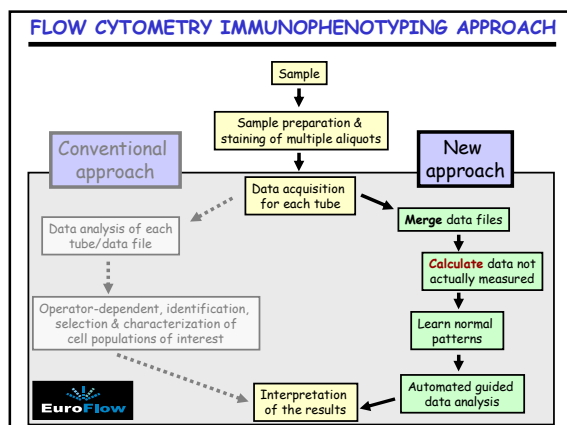 FLOW CYTOMETRY IMMUNOPHENOTYPING APPROACH
Sample
Sample preparation &
staining of multiple aliquots
Conventional
approach
New
approach
Data acquisition
for each tube
Data analysis of each
tube/data file
Merge data files
Calculate data not
actually measured
Operator-dependent, identification,
selection & characterization of
cell populations of interest
Learn normal
patterns
Automated guided
data analysis
Interpretation
of the results
EuroFlow